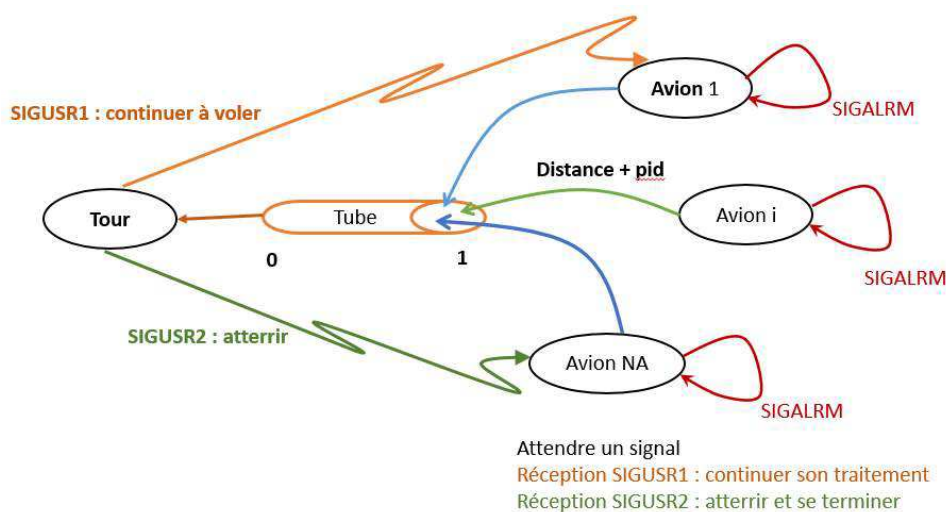 Avion 1
SIGUSR1 : continuer à voler
SIGALRM
Distance + pid
Tour
Tube
Avion i
0
1
SIGALRM
SIGUSR2 : atterrir
Avion NA
SIGALRM
Attendre un signal
Réception SIGUSR1 : continuer son traitement
Réception SIGUSR2 : atterrir et se terminer